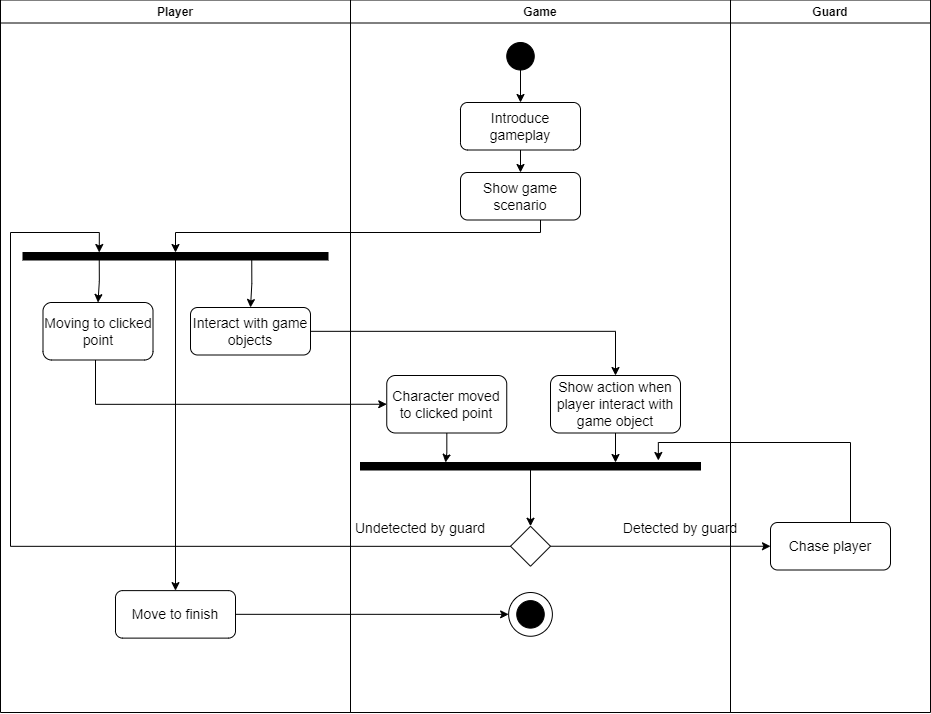 Player
Game
Guard
Introduce
gameplay
Show game
scenario
Moving to clicked
point
Interact with game
objects
Character moved
to clicked point
Show action when
player interact with
game object
Undetected by guard
Detected by guard
Chase player
Move to finish